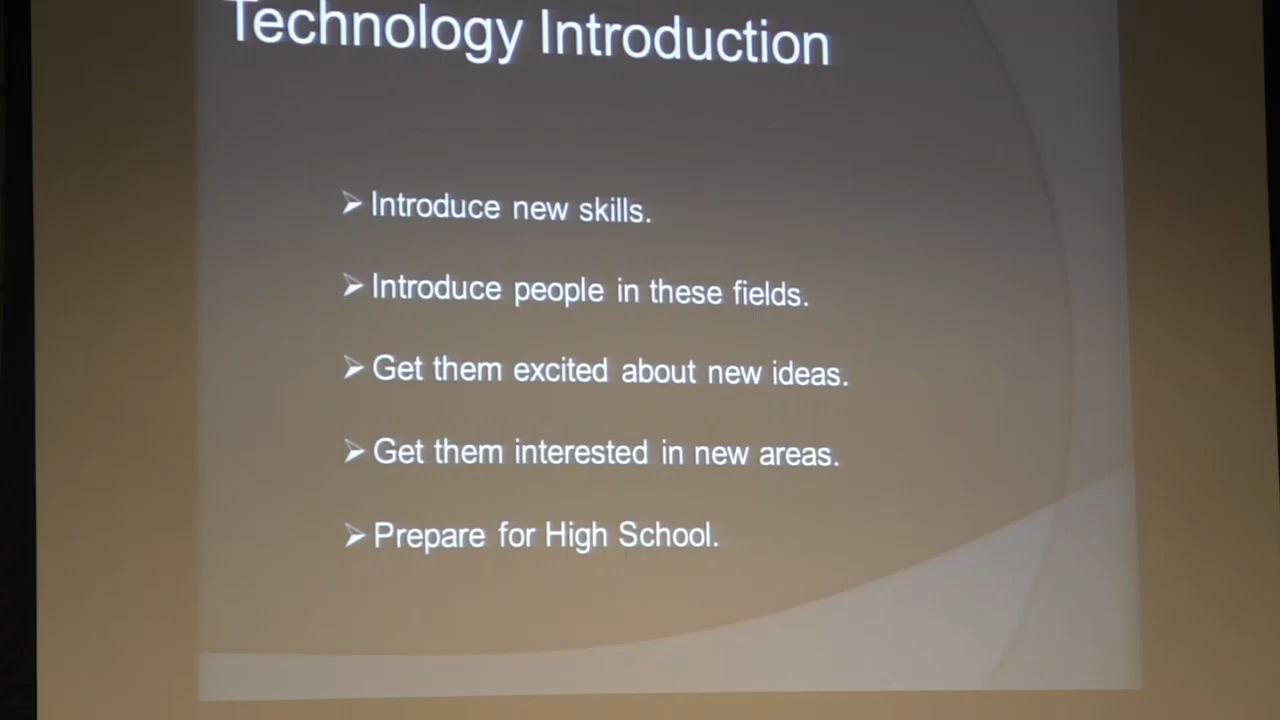 Technology Introduction
➢ Introduce new skills.
➢ Introduce people in these fields.
➢ Get them excited about new ideas.
➢ Get them interested in new areas.
➢ Prepare for High School.